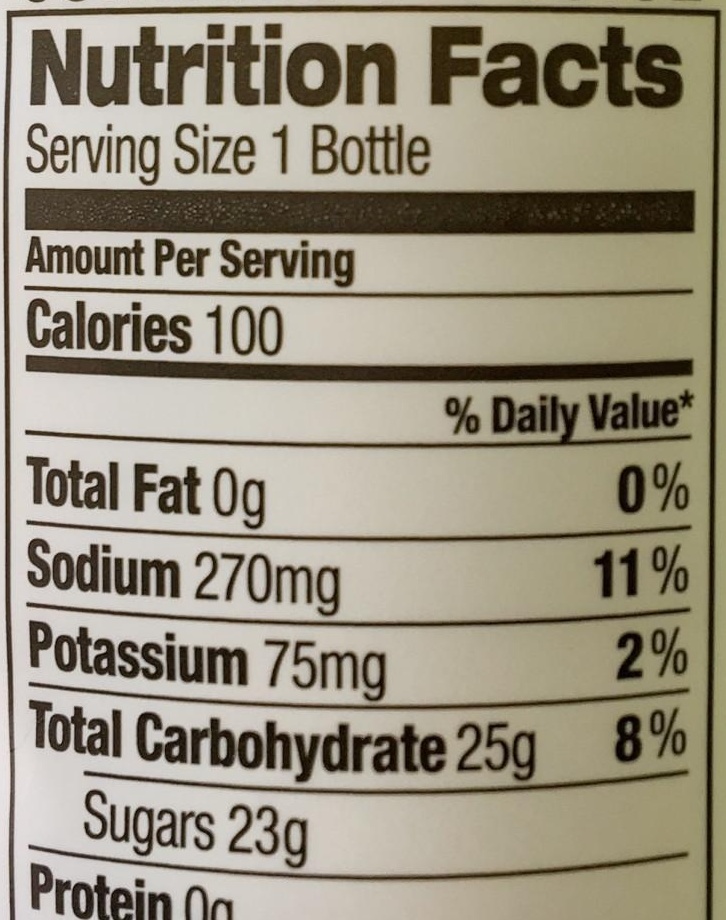 Nutrition Facts
Serving Size 1 Bottle
Amount Per Serving
Calories 100
% Daily Value*
Total Fat 0g 0%
Sodium 270mg 11%
Potassium 75mg 2%
Total Carbohydrate 25g 8%
Sugars 23g
Protein 0g